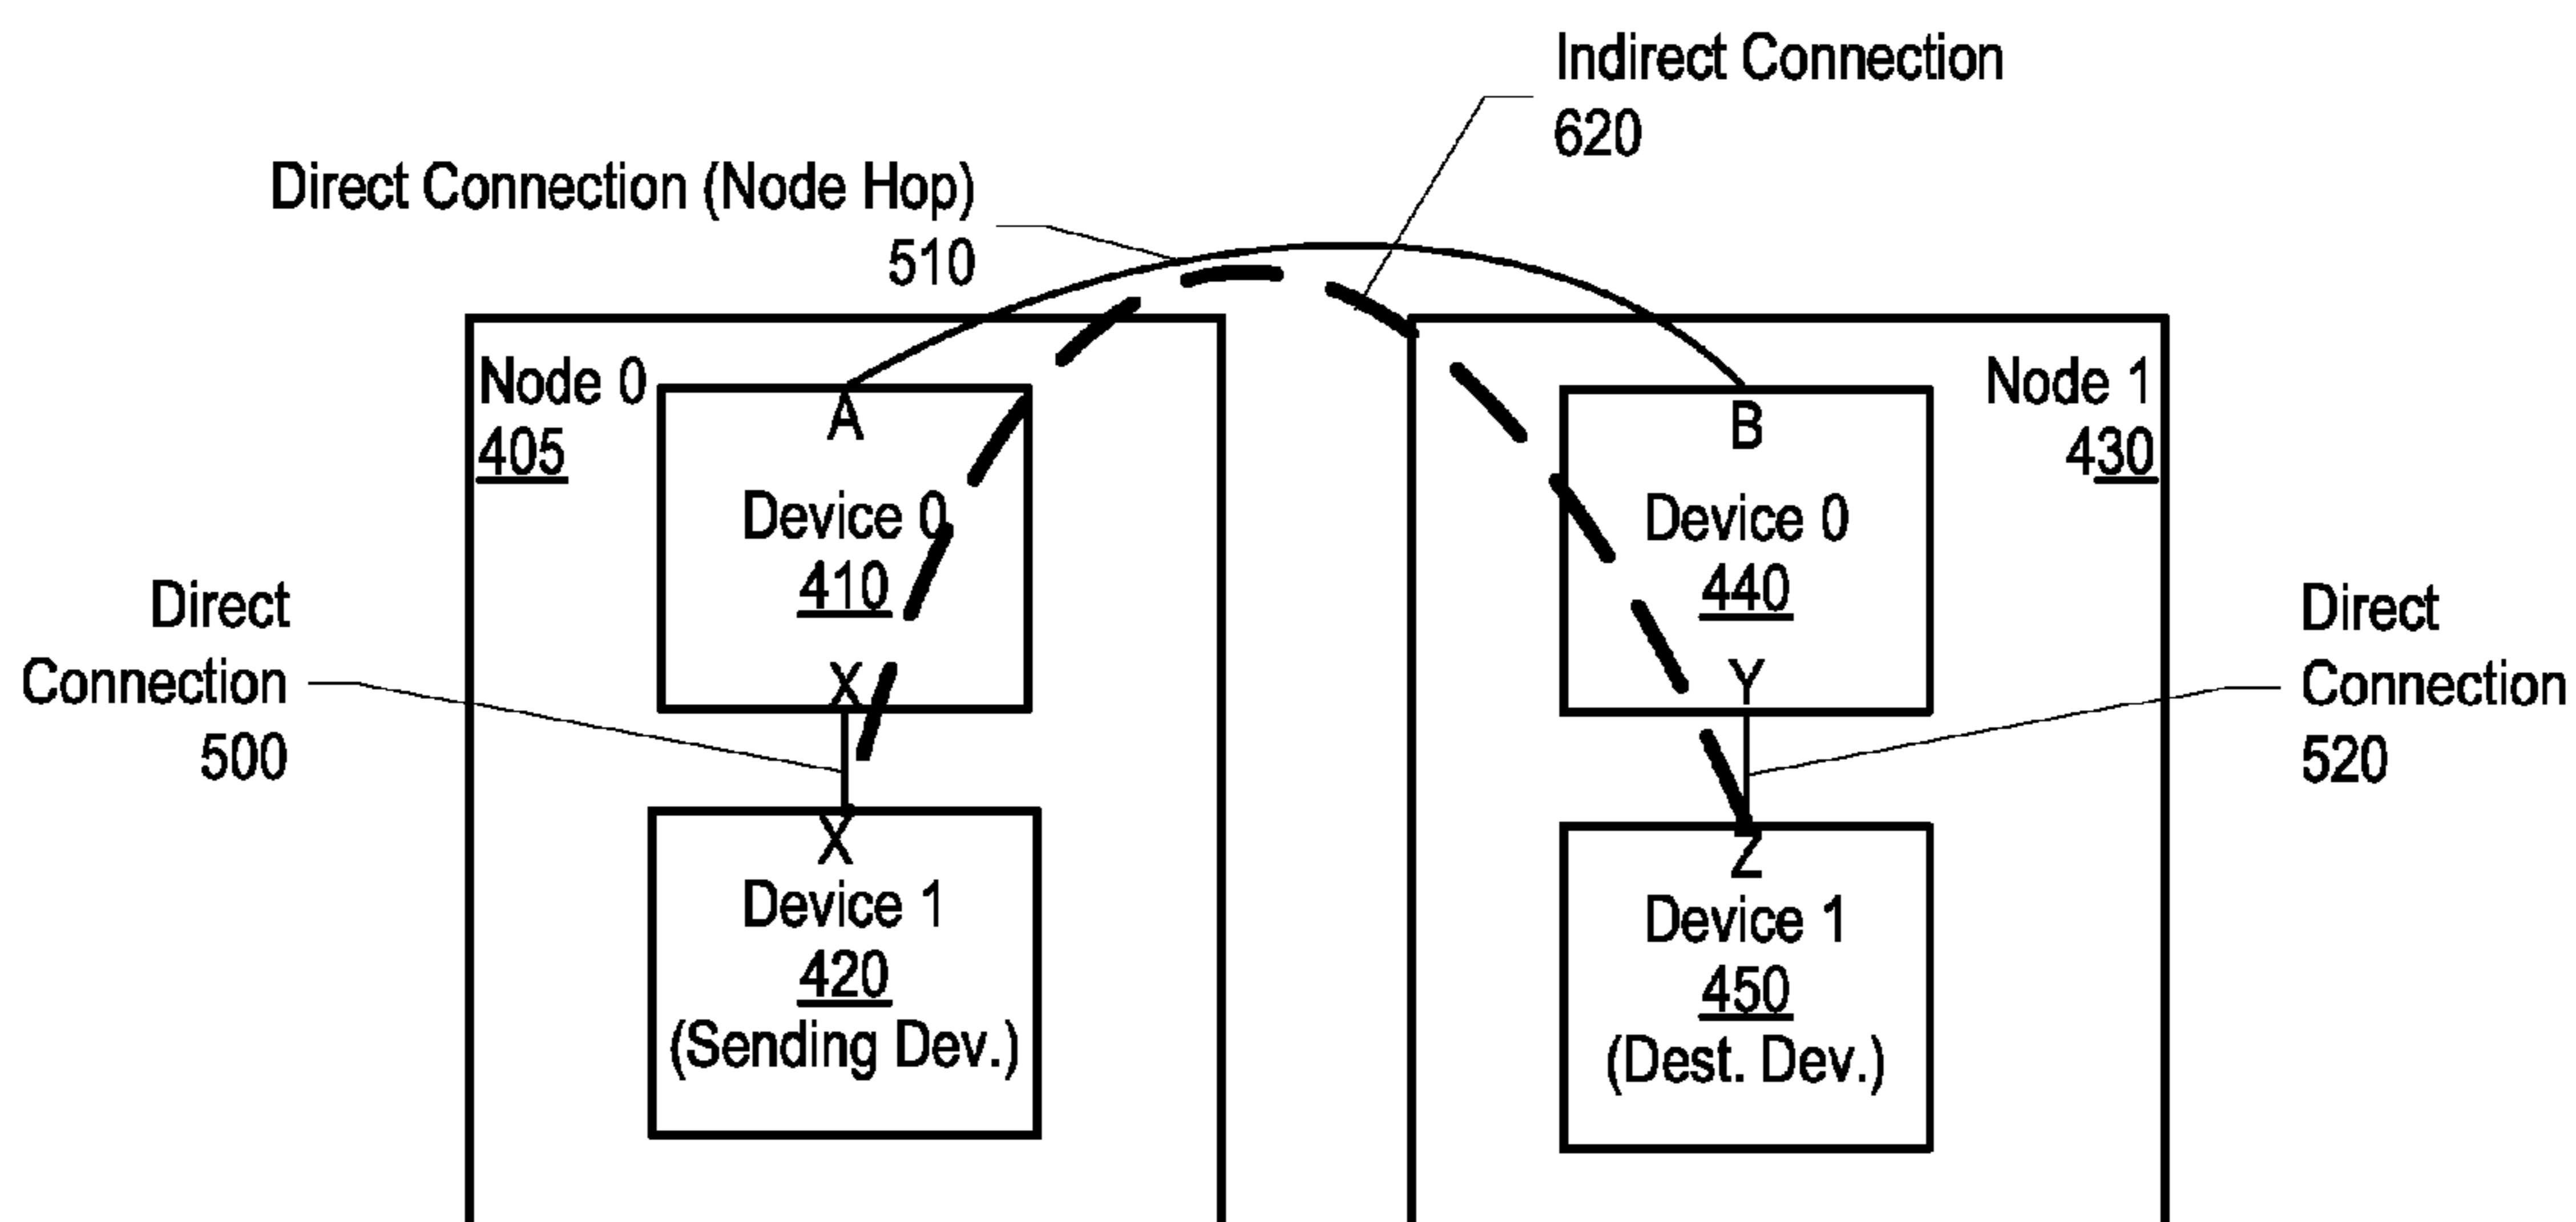 Indirect Connection
620
Direct Connection (Node Hop)
510
Node 0
405
A
Device 0
410
X
Direct
Connection
500
X
Device 1
420
(Sending Dev.)
Node 1
430
B
Device 0
440
Y
Direct
Connection
520
Z
Device 1
450
(Dest. Dev.)